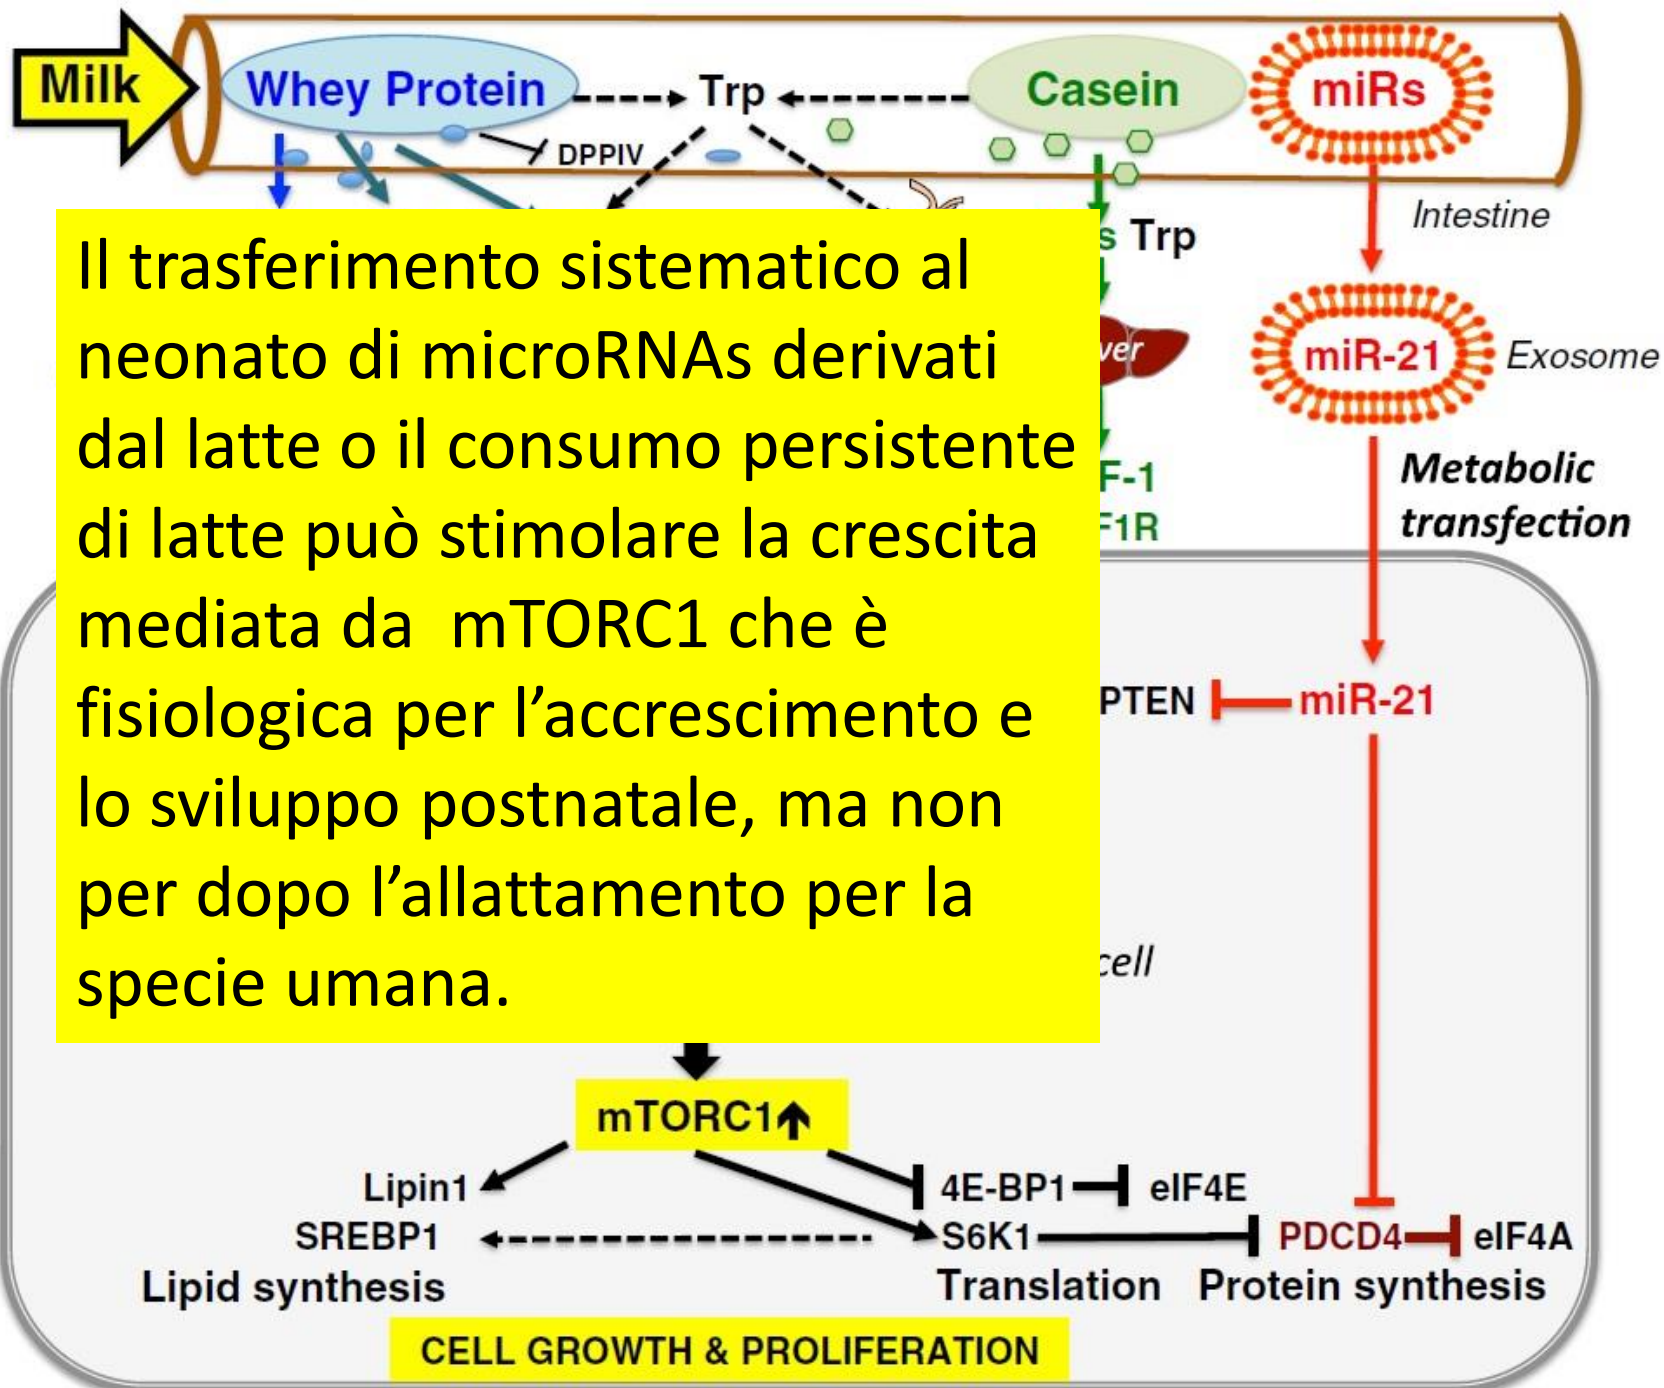 Milk
Whey Protein
Trp
Casein
miRs
DPPIV
Intestine
Trp
Il trasferimento sistematico al
neonato di microRNAs derivati
dal latte o il consumo persistente
di latte può stimolare la crescita
mediata da  mTORC1 che è
fisiologica per l’accrescimento e
lo sviluppo postnatale, ma non
per dopo l’allattamento per la
specie umana.
miR-21
Exosome
F-1
F1R
Metabolic
transfection
PTEN
miR-21
cell
mTORC1
Lipin1
4E-BP1
eIF4E
SREBP1
S6K1
PDCD4
eIF4A
Lipid synthesis
Translation
Protein synthesis
CELL GROWTH & PROLIFERATION